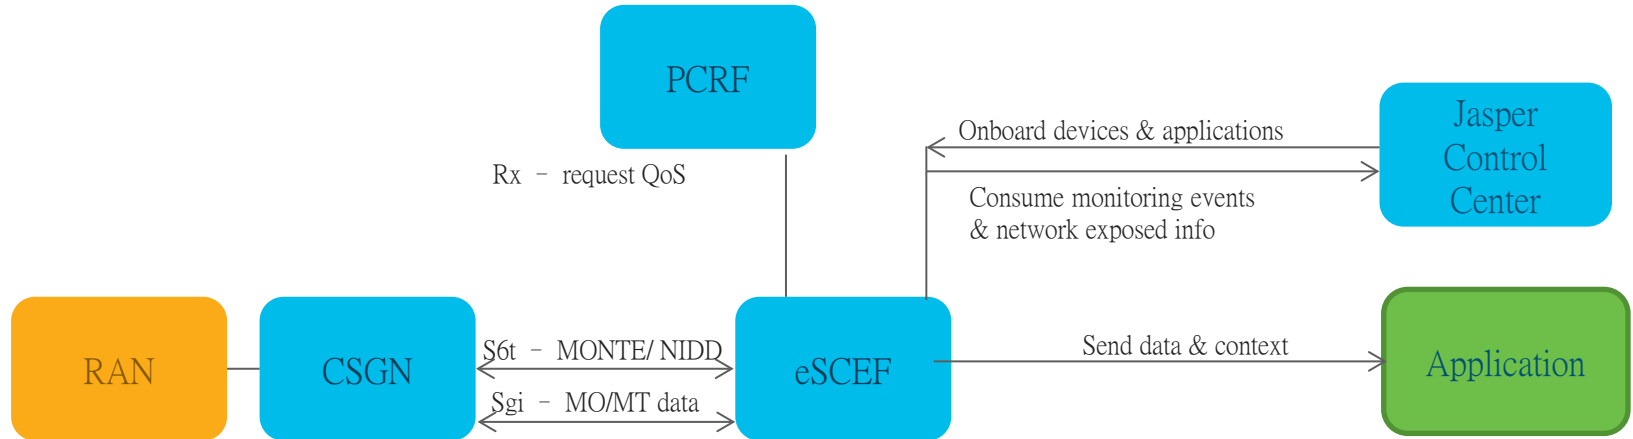 PCRF
Jasper
Control
Center
Onboard devices & applications
Rx – request QoS
Consume monitoring events
& network exposed info
RAN
CSGN
S6t – MONTE/ NIDD
eSCEF
Send data & context
Application
Sgi – MO/MT data